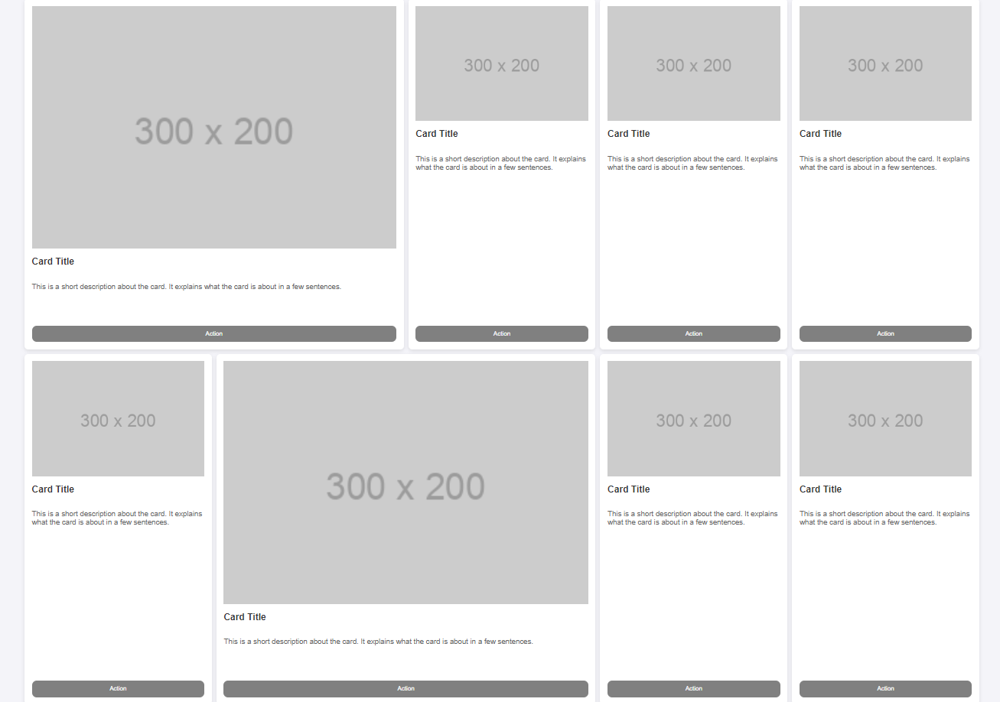 300 x 200
Card Title
This is a short description about the card. It explains what the card is about in a few sentences.
Action
300 x 200
Card Title
This is a short description about the card. It explains
what the card is about in a few sentences.
Action
300 x 200
Card Title
This is a short description about the card. It explains
what the card is about in a few sentences.
Action
300 x 200
Card Title
This is a short description about the card. It explains
what the card is about in a few sentences.
Action
300 x 200
Card Title
This is a short description about the card. It explains
what the card is about in a few sentences.
Action
300 x 200
Card Title
This is a short description about the card. It explains what the card is about in a few sentences.
Action
300 x 200
Card Title
This is a short description about the card. It explains
what the card is about in a few sentences.
Action
300 x 200
Card Title
This is a short description about the card. It explains
what the card is about in a few sentences.
Action